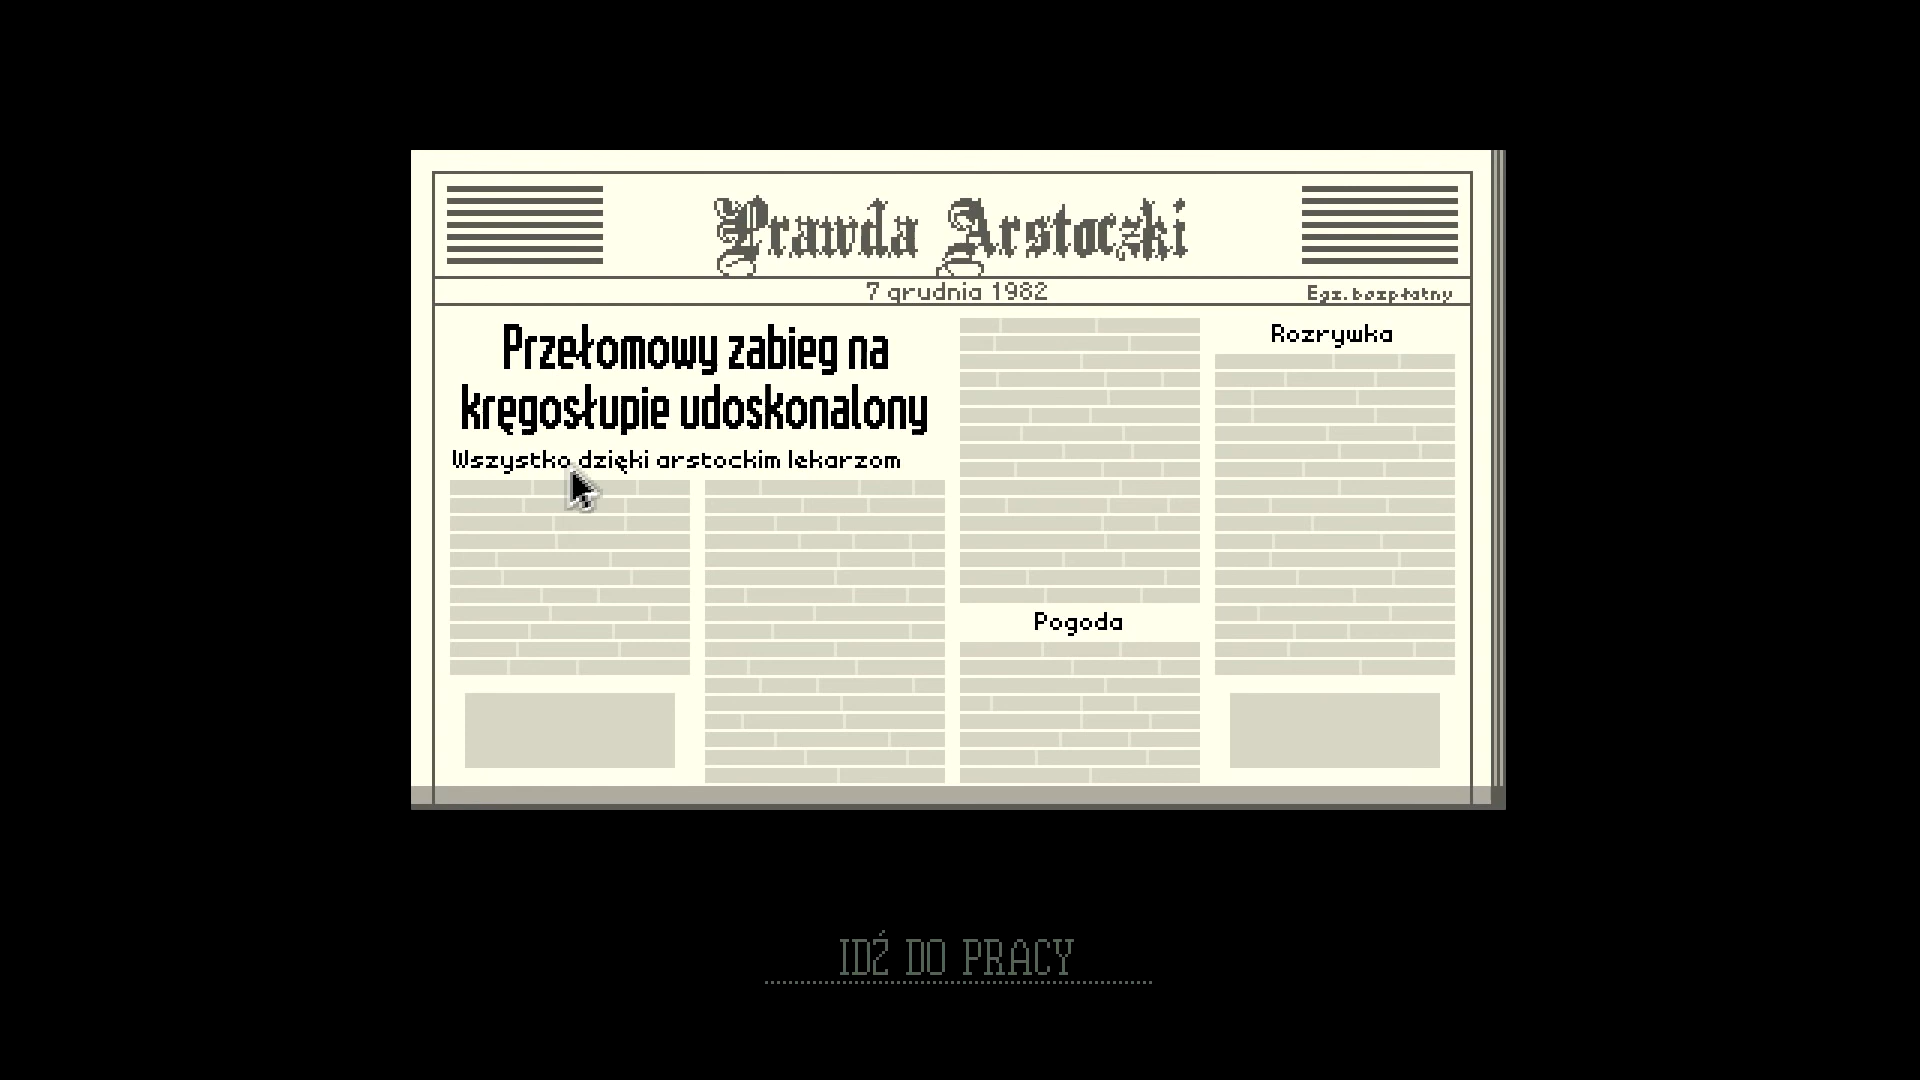 Prawda Arstoczki
7 grudnia 1982
Egz. bezpłatny
Przełomowy zabieg na
kręgosłupie udoskonalony
Wszystko dzięki arstockim lekarzom
Pogoda
Rozrywka
IDŹ DO PRACY